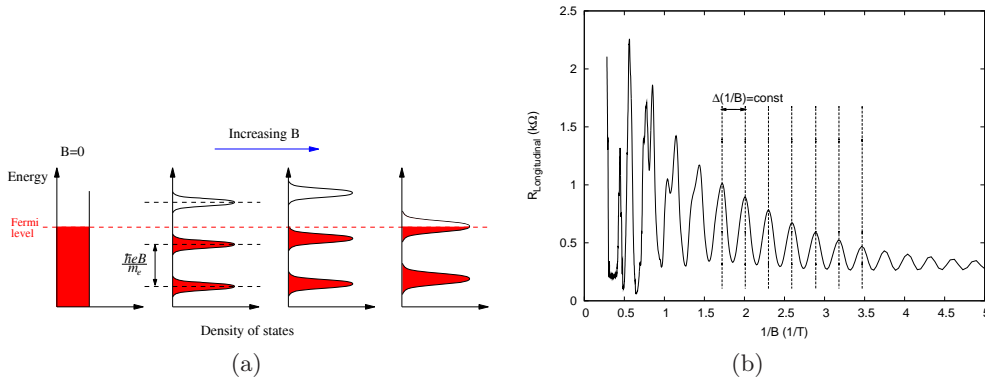 Increasing B
B=0
Energy
Fermi
level
ħeB
m_e
Density of states
(a)
R_Longitudinal (kΩ)
2.5
2
1.5
1
0.5
0
Δ(1/B)=const
0 0.5 1 1.5 2 2.5 3 3.5 4 4.5 5
1/B (1/T)
(b)